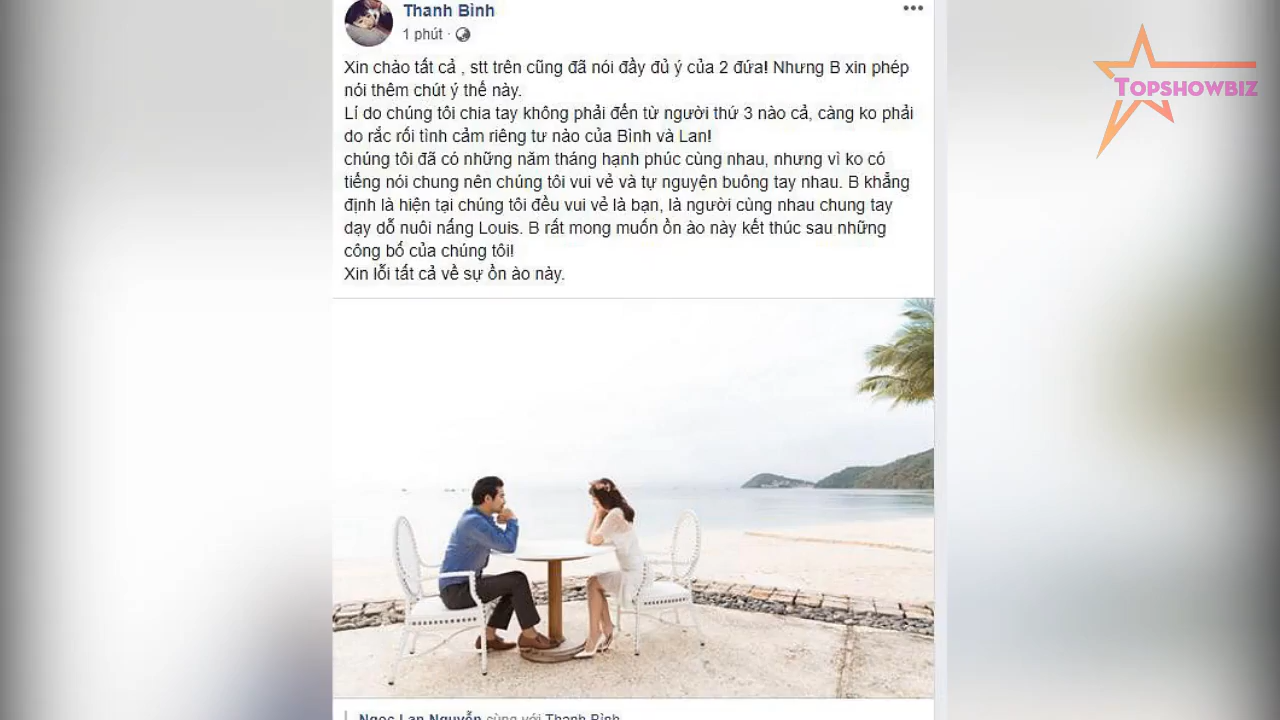 Thanh Bình
1 phút ·
TOPSHOWBIZ
Xin chào tất cả , stt trên cũng đã nói đầy đủ ý của 2 đứa! Nhưng B xin phép
nói thêm chút ý thế này.
Lí do chúng tôi chia tay không phải đến từ người thứ 3 nào cả, càng ko phải
do rắc rối tình cảm riêng tư nào của Bình và Lan!
chúng tôi đã có những năm tháng hạnh phúc cùng nhau, nhưng vì ko có
tiếng nói chung nên chúng tôi vui vẻ và tự nguyện buông tay nhau. B khẳng
định là hiện tại chúng tôi đều vui vẻ là bạn, là người cùng nhau chung tay
dạy dỗ nuôi nấng Louis. B rất mong muốn ồn ào này kết thúc sau những
công bố của chúng tôi!
Xin lỗi tất cả về sự ồn ào này.
Ngọc Lan Nguyễn cùng với Thanh Bình